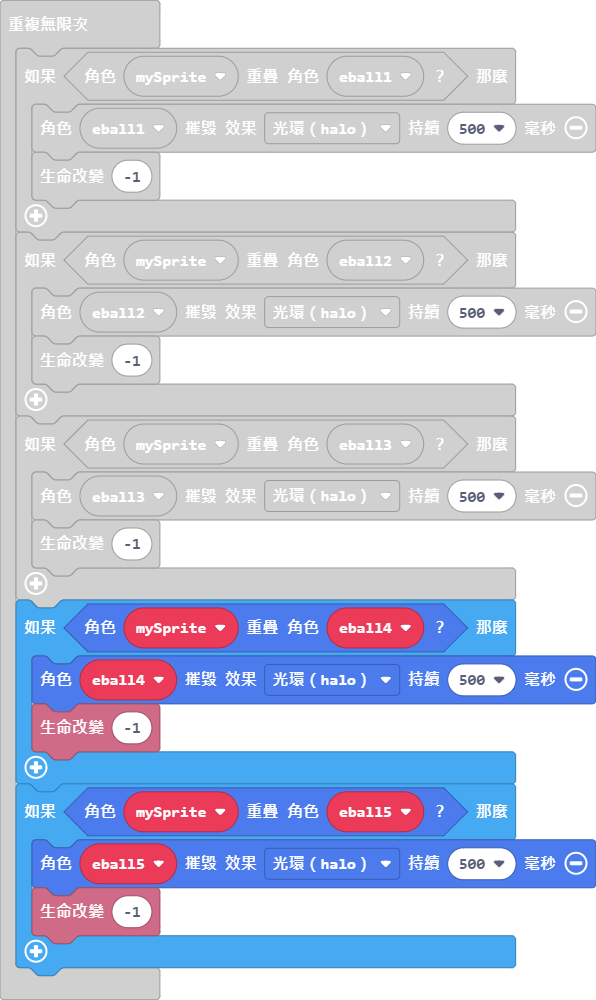 重複無限次
如果 角色 mySprite 重疊 角色 eball1 ? 那麼
角色 eball1 摧毀 效果 光環 ( halo ) 持續 500 毫秒
生命改變 -1
如果 角色 mySprite 重疊 角色 eball2 ? 那麼
角色 eball2 摧毀 效果 光環 ( halo ) 持續 500 毫秒
生命改變 -1
如果 角色 mySprite 重疊 角色 eball3 ? 那麼
角色 eball3 摧毀 效果 光環 ( halo ) 持續 500 毫秒
生命改變 -1
如果 角色 mySprite 重疊 角色 eball4 ? 那麼
角色 eball4 摧毀 效果 光環 ( halo ) 持續 500 毫秒
生命改變 -1
如果 角色 mySprite 重疊 角色 eball5 ? 那麼
角色 eball5 摧毀 效果 光環 ( halo ) 持續 500 毫秒
生命改變 -1